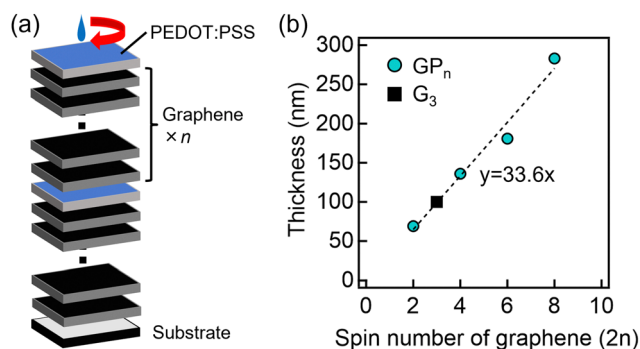 (a)
PEDOT:PSS
Graphene
×n
Substrate
(b)
Thickness (nm)
300
250
200
150
100
50
0
GPn
G3
y=33.6x
0 2 4 6 8 10
Spin number of graphene (2n)